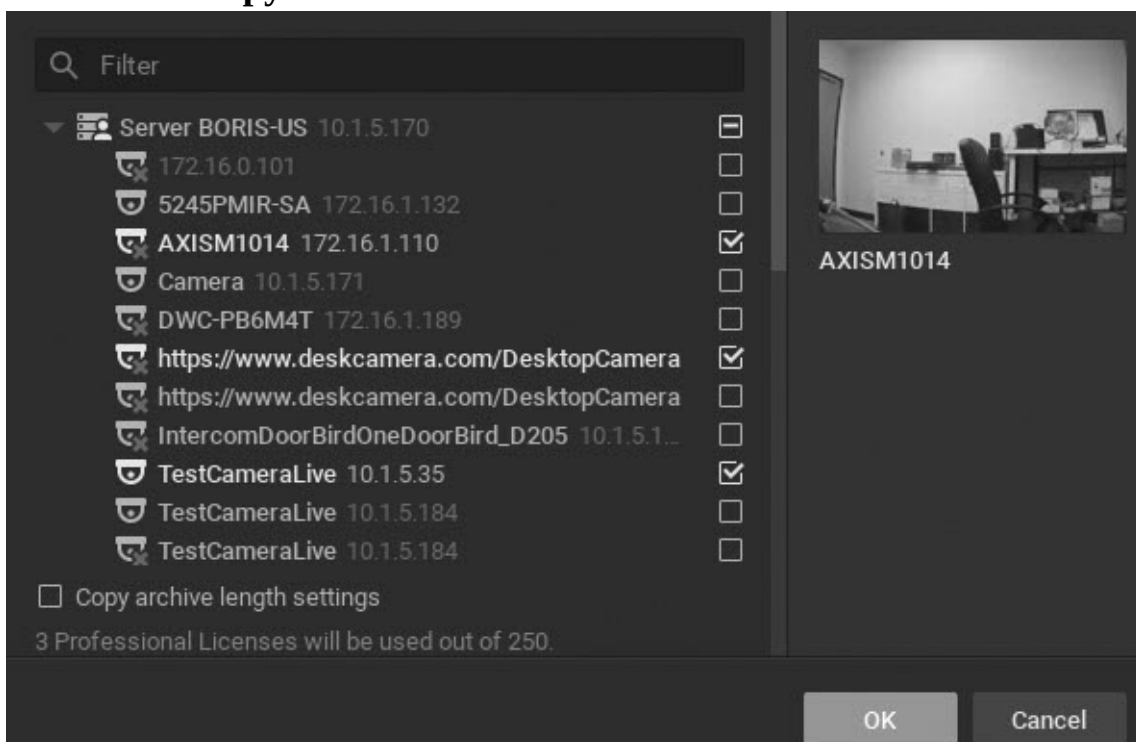 Filter
Server BORIS-US 10.1.5.170
172.16.0.101
5245PMIR-SA 172.16.1.132
AXISM1014 172.16.1.110
Camera 10.1.5.171
DWC-PB6M4T 172.16.1.189
https://www.deskcamera.com/DesktopCamera
https://www.deskcamera.com/DesktopCamera
IntercomDoorBirdOneDoorBird_D205 10.1.5.1...
TestCameraLive 10.1.5.35
TestCameraLive 10.1.5.184
TestCameraLive 10.1.5.184
Copy archive length settings
3 Professional Licenses will be used out of 250.
AXISM1014
OK Cancel